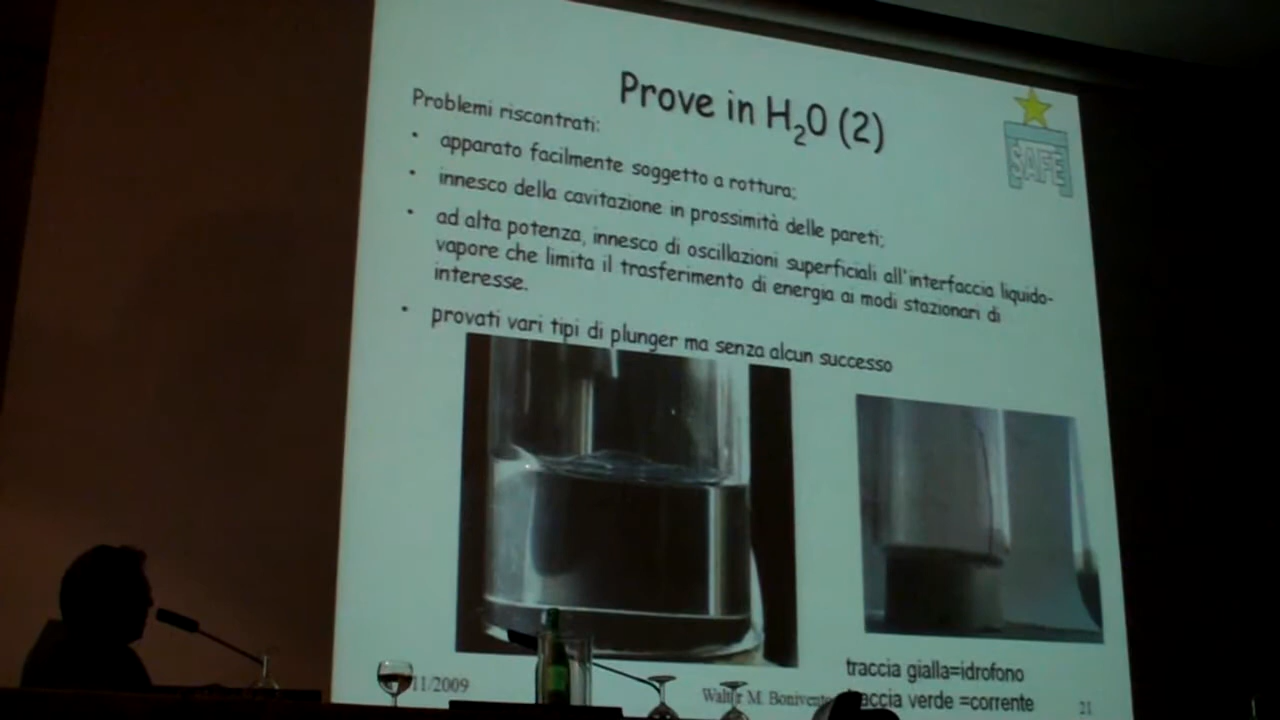 Prove in H2O (2)
SAFE
Problemi riscontrati:
• apparato facilmente soggetto a rottura;
• innesco della cavitazione in prossimità delle pareti;
• ad alta potenza, innesco di oscillazioni superficiali all'interfaccia liquido-
vapore che limita il trasferimento di energia ai modi stazionari di
interesse.
• provati vari tipi di plunger ma senza alcun successo
traccia gialla=idrofono
11/2009
Walter M. Bonivento
traccia verde =corrente
21